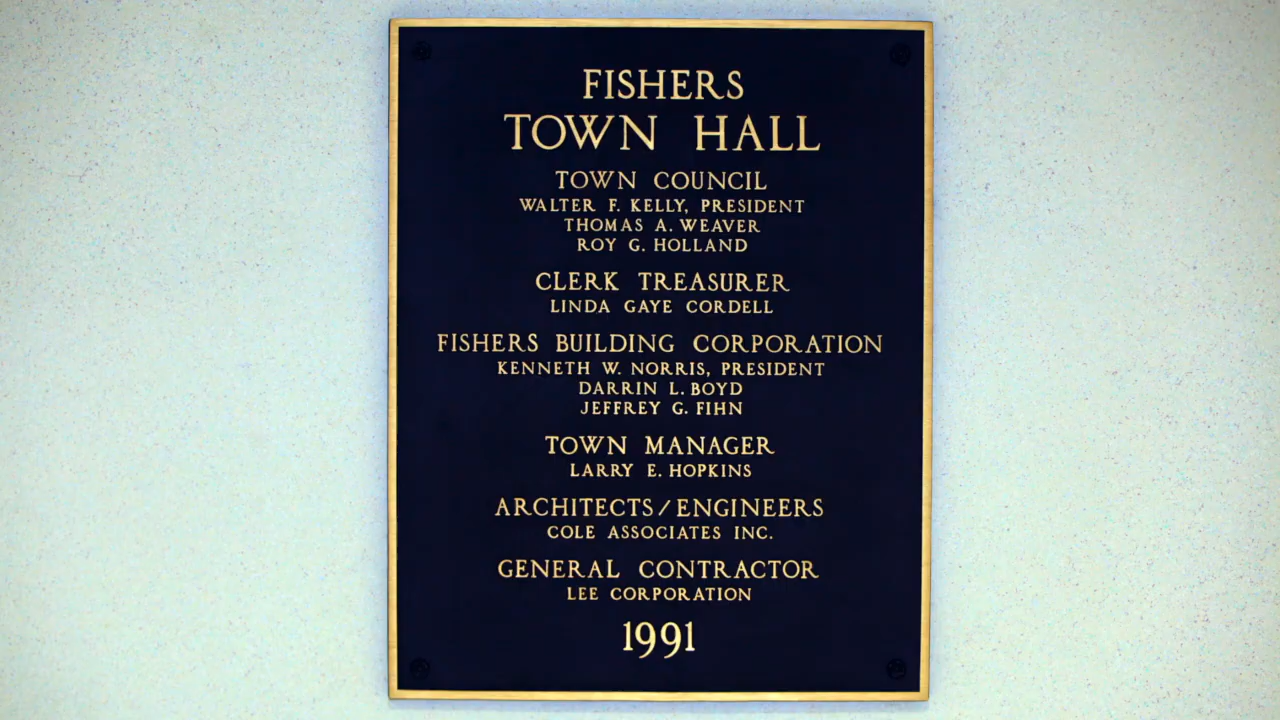 FISHERS
TOWN HALL
TOWN COUNCIL
WALTER F. KELLY, PRESIDENT
THOMAS A. WEAVER
ROY G. HOLLAND
CLERK TREASURER
LINDA GAYE CORDELL
FISHERS BUILDING CORPORATION
KENNETH W. NORRIS, PRESIDENT
DARRIN L. BOYD
JEFFREY G. FIHN
TOWN MANAGER
LARRY E. HOPKINS
ARCHITECTS/ENGINEERS
COLE ASSOCIATES INC.
GENERAL CONTRACTOR
LEE CORPORATION
1991